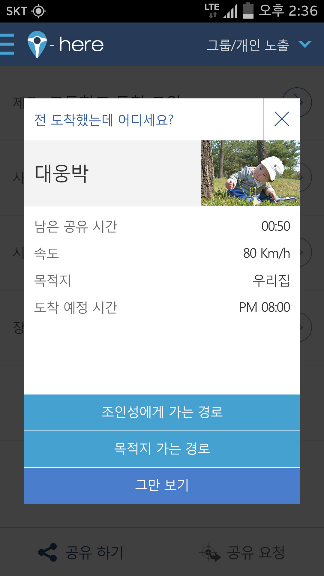 SKT LTE 오후 2:36
- here 그룹/개인 노출
전 도착했는데 어디세요?
대웅박
남은 공유 시간 00:50
속도 80 Km/h
목적지 우리집
도착 예정 시간 PM 08:00
조인성에게 가는 경로
목적지 가는 경로
그만 보기
공유 하기 공유 요청